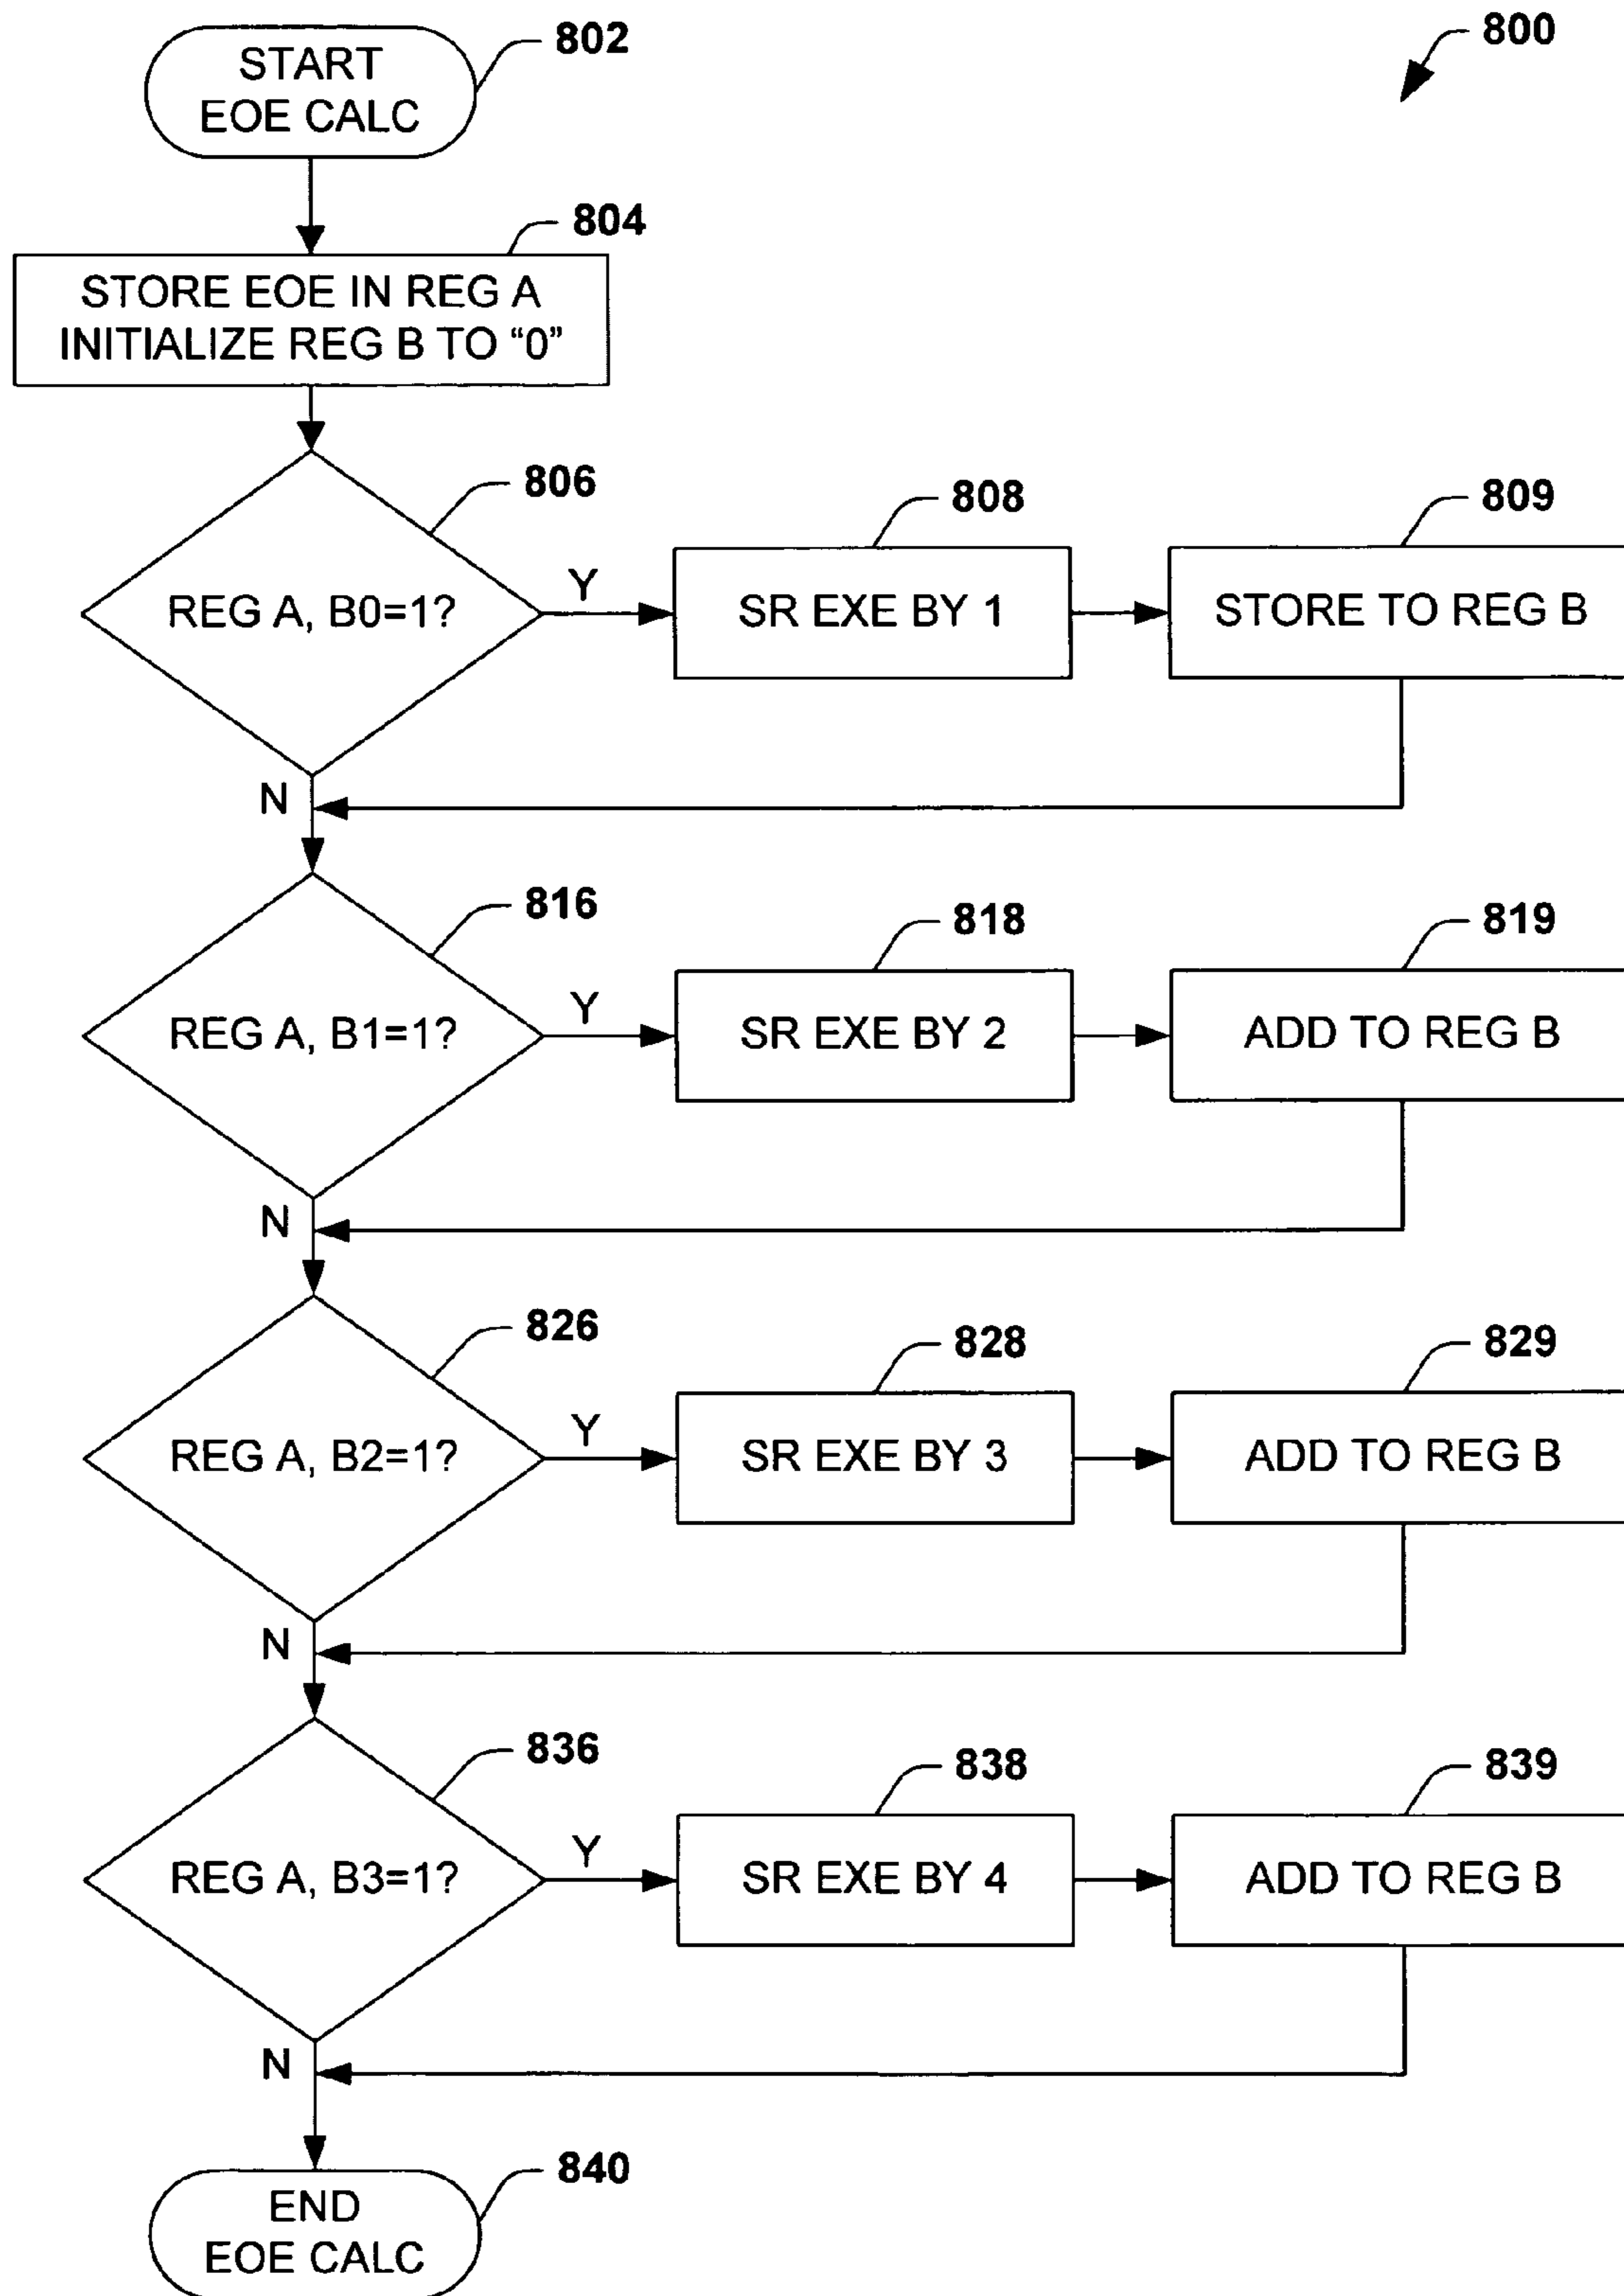 800
802
START
EOE CALC
804
STORE EOE IN REG A
INITIALIZE REG B TO “0”
806
REG A, B0=1?
Y
N
808
SR EXE BY 1
809
STORE TO REG B
816
REG A, B1=1?
Y
N
818
SR EXE BY 2
819
ADD TO REG B
826
REG A, B2=1?
Y
N
828
SR EXE BY 3
829
ADD TO REG B
836
REG A, B3=1?
Y
N
838
SR EXE BY 4
839
ADD TO REG B
840
END
EOE CALC